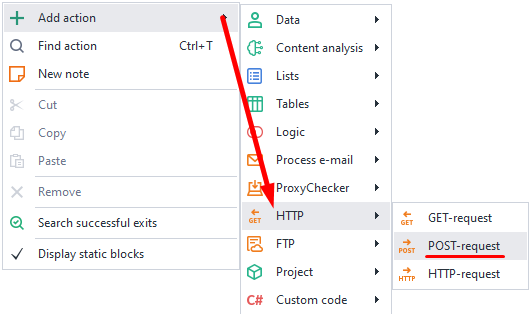 Add action
Find action Ctrl+T
New note
Cut
Copy
Paste
Remove
Search successful exits
Display static blocks
Data
Content analysis
Lists
Tables
Logic
Process e-mail
ProxyChecker
GET HTTP
FTP
Project
C# Custom code
GET GET-request
POST POST-request
HTTP HTTP-request